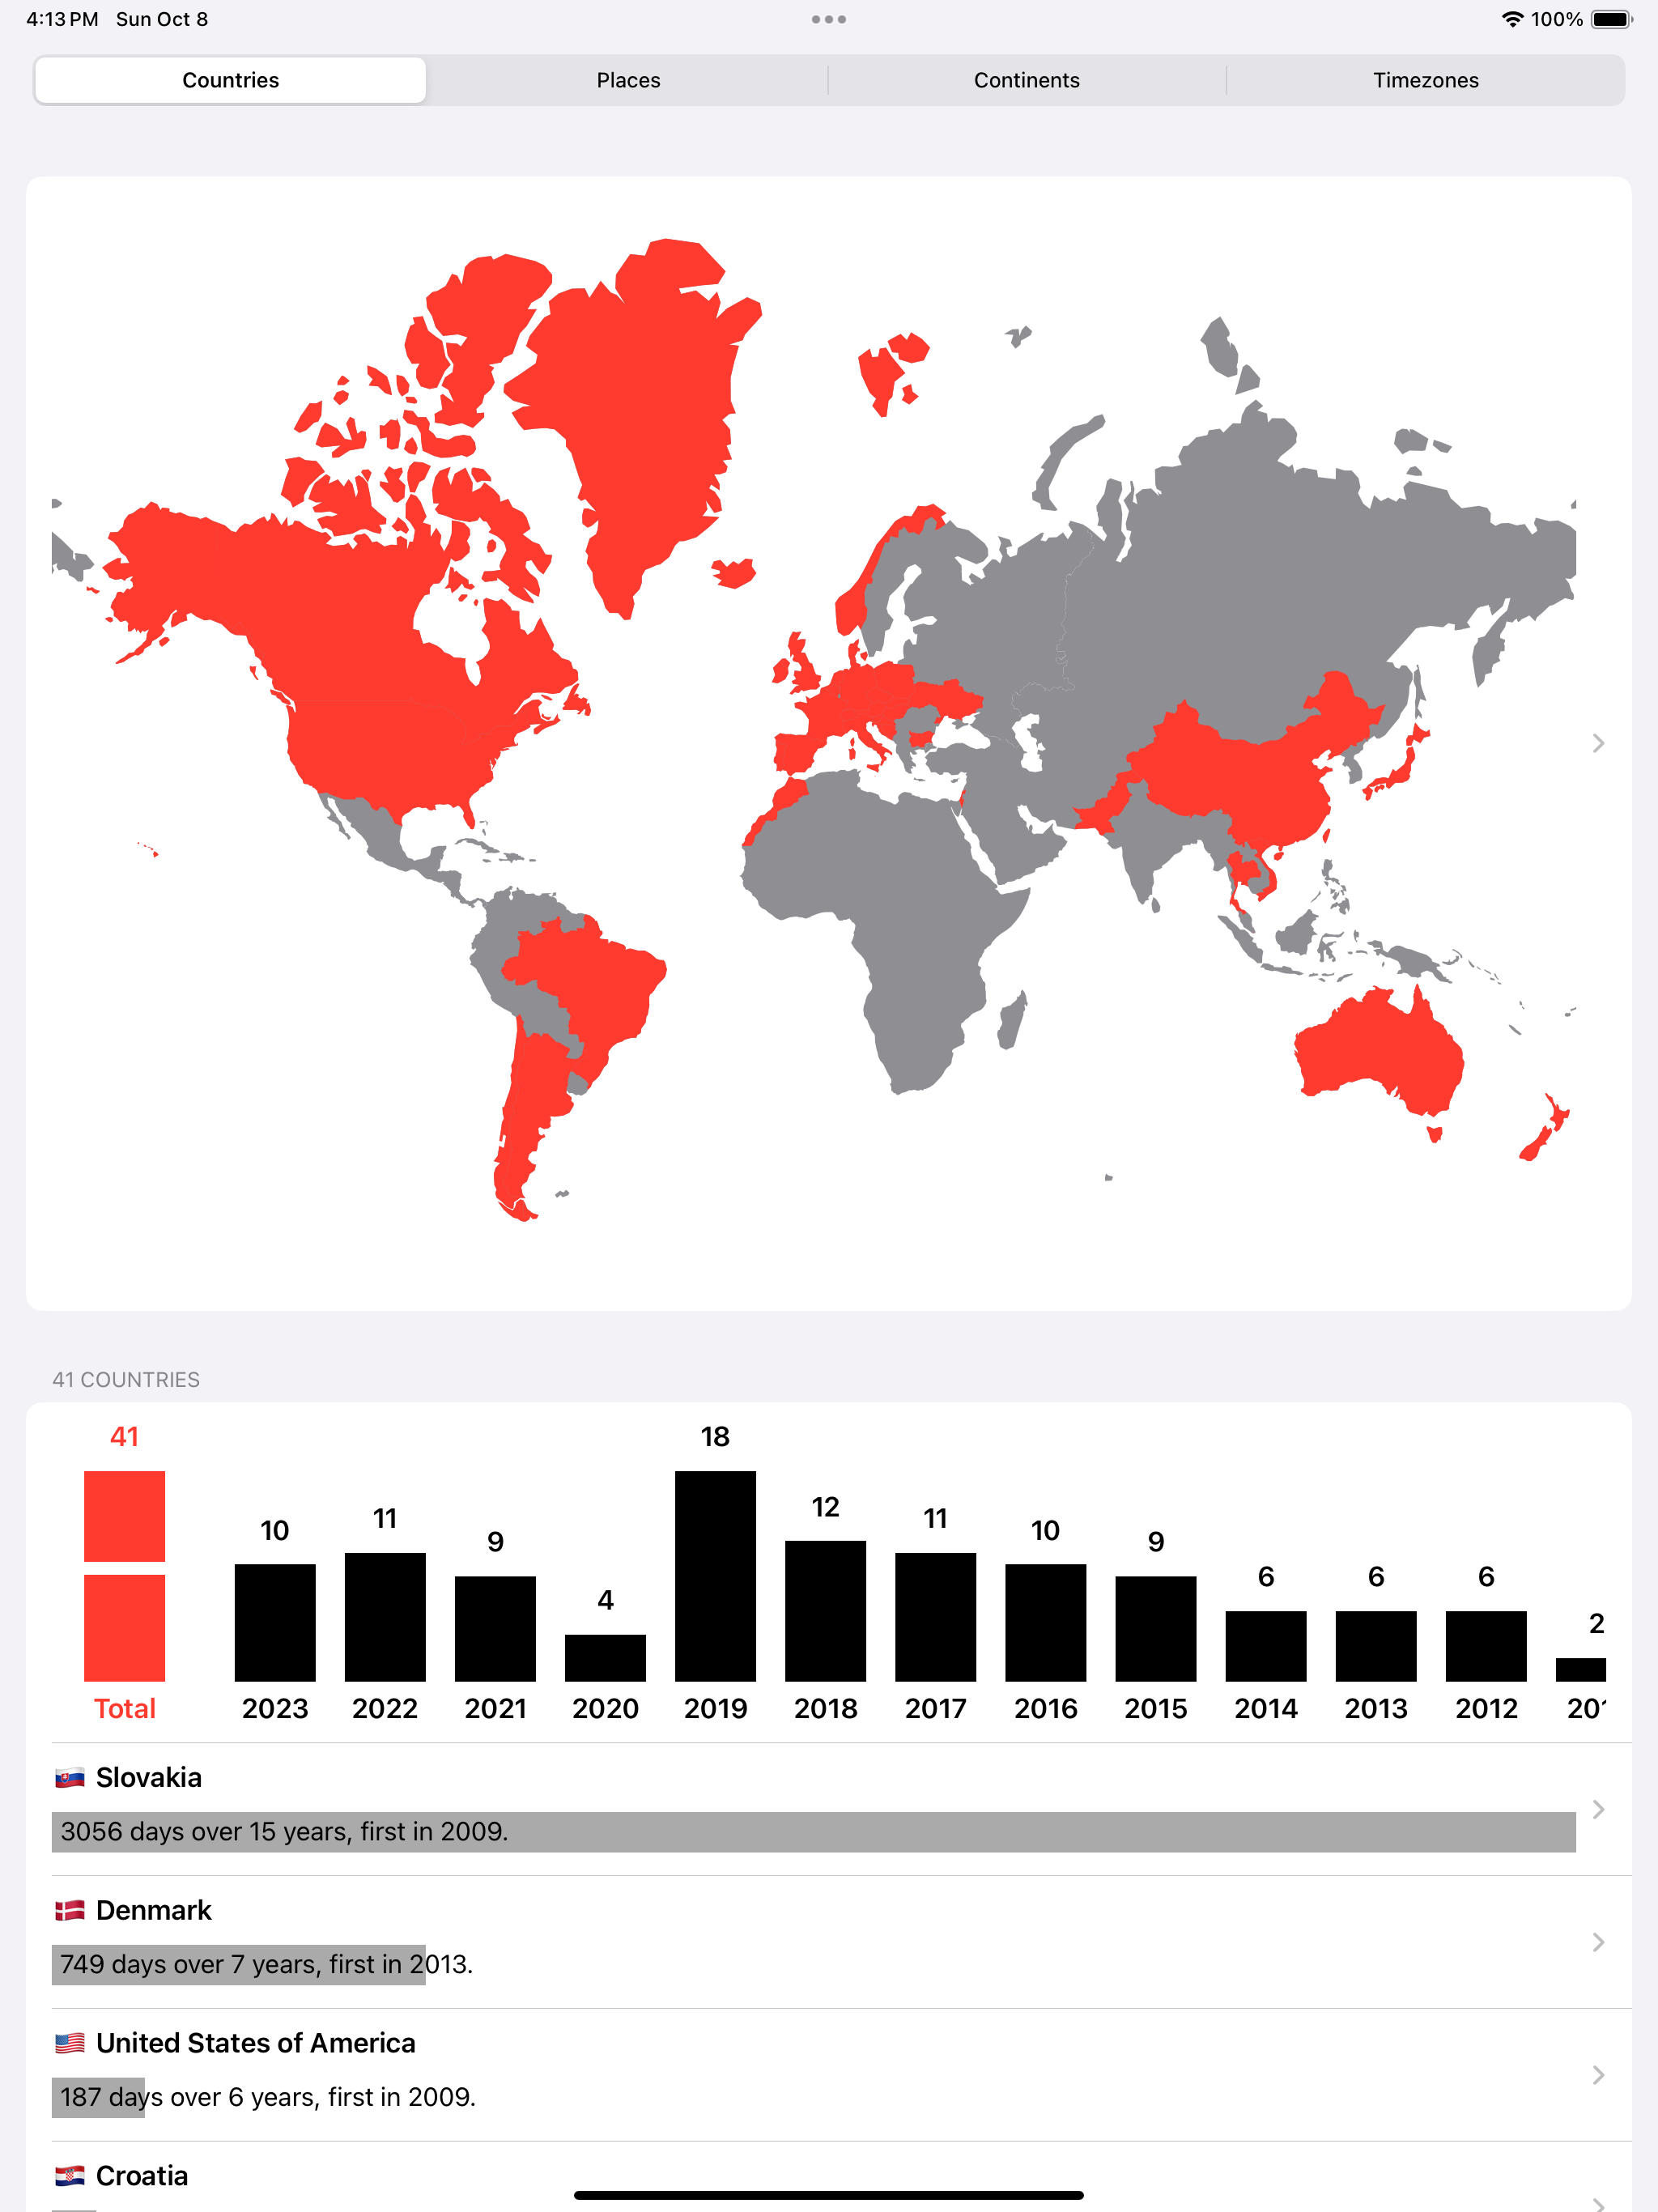 4:13 PM Sun Oct 8
100%
Countries Places Continents Timezones
41 COUNTRIES
41 10 11 9 4 18 12 11 10 9 6 6 6 2
Total 2023 2022 2021 2020 2019 2018 2017 2016 2015 2014 2013 2012
Slovakia
3056 days over 15 years, first in 2009.
Denmark
749 days over 7 years, first in 2013.
United States of America
187 days over 6 years, first in 2009.
Croatia